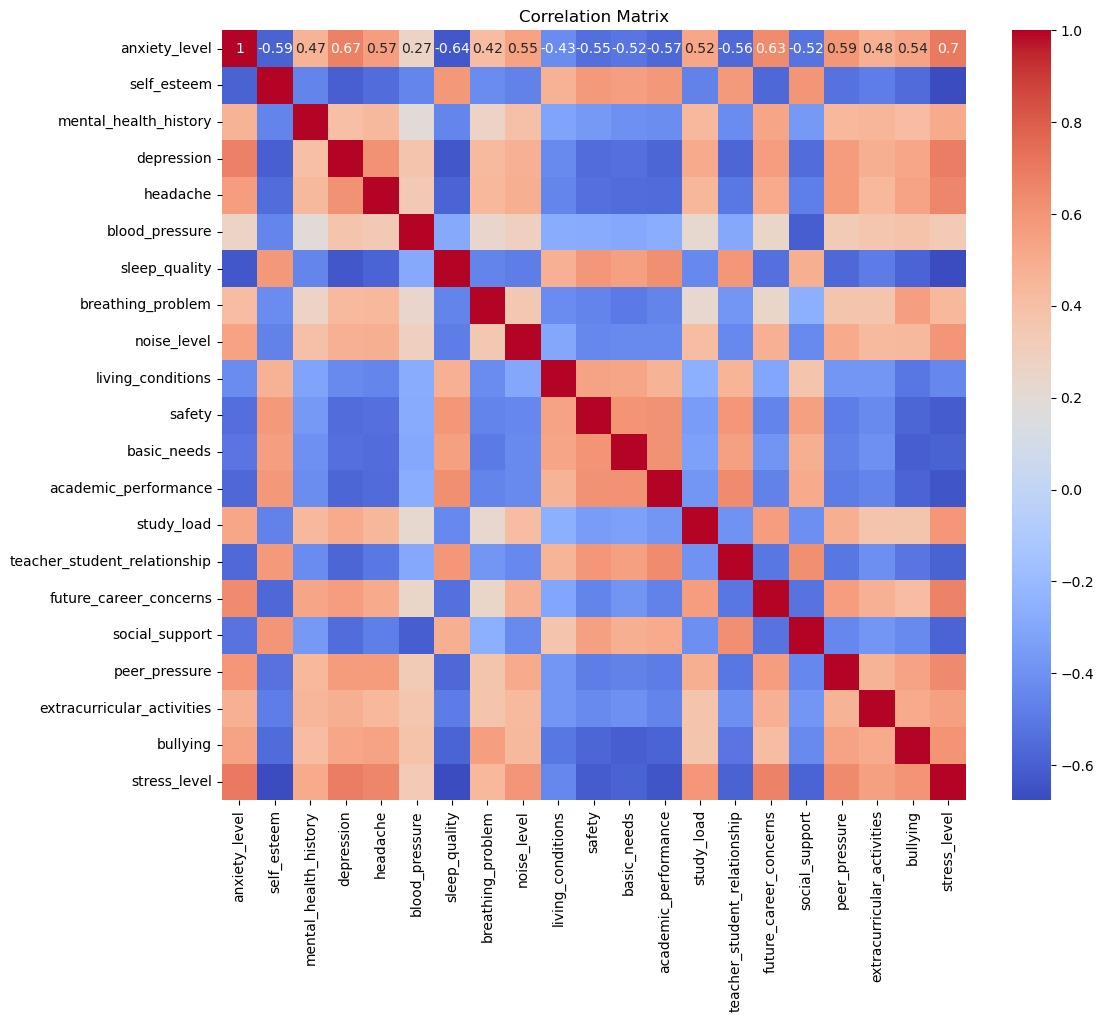 Correlation Matrix
anxiety_level 1 -0.59 0.47 0.67 0.57 0.27 -0.64 0.42 0.55 -0.43 -0.55 -0.52 -0.57 0.52 -0.56 0.63 -0.52 0.59 0.48 0.54 0.7
self_esteem
mental_health_history
depression
headache
blood_pressure
sleep_quality
breathing_problem
noise_level
living_conditions
safety
basic_needs
academic_performance
study_load
teacher_student_relationship
future_career_concerns
social_support
peer_pressure
extracurricular_activities
bullying
stress_level
anxiety_level
self_esteem
mental_health_history
depression
headache
blood_pressure
sleep_quality
breathing_problem
noise_level
living_conditions
safety
basic_needs
academic_performance
study_load
teacher_student_relationship
future_career_concerns
social_support
peer_pressure
extracurricular_activities
bullying
stress_level
1.0
0.8
0.6
0.4
0.2
0.0
−0.2
−0.4
−0.6